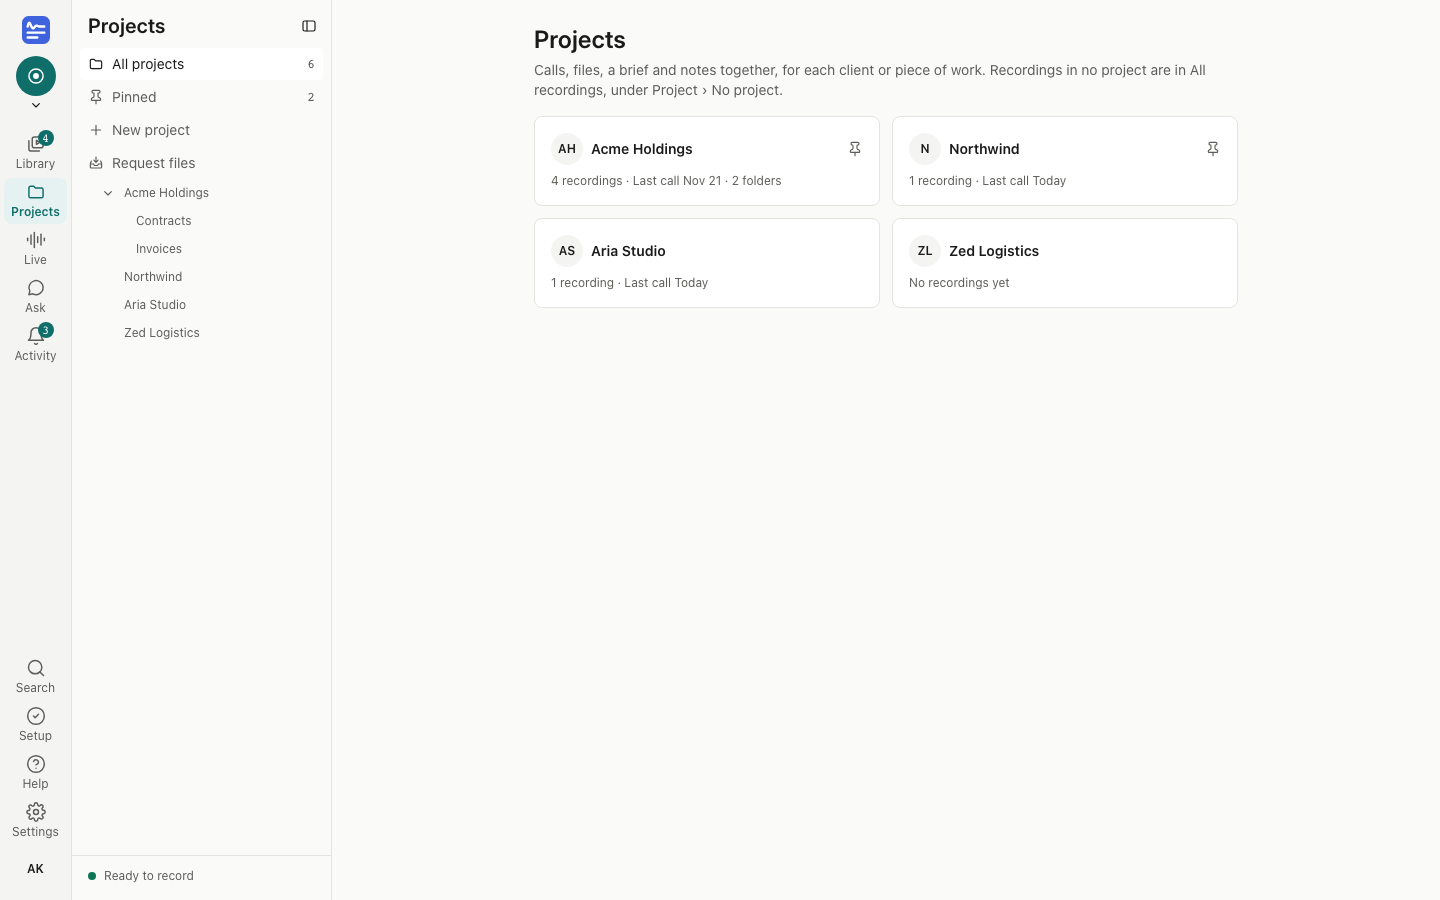 Projects
All projects 6
Pinned 2
New project
Request files
Acme Holdings
Contracts
Invoices
Northwind
Aria Studio
Zed Logistics
Ready to record
4
Library
Projects
Live
Ask
3
Activity
Search
Setup
Help
Settings
AK
Projects
Calls, files, a brief and notes together, for each client or piece of work. Recordings in no project are in All
recordings, under Project › No project.
AH Acme Holdings
4 recordings · Last call Nov 21 · 2 folders
N Northwind
1 recording · Last call Today
AS Aria Studio
1 recording · Last call Today
ZL Zed Logistics
No recordings yet